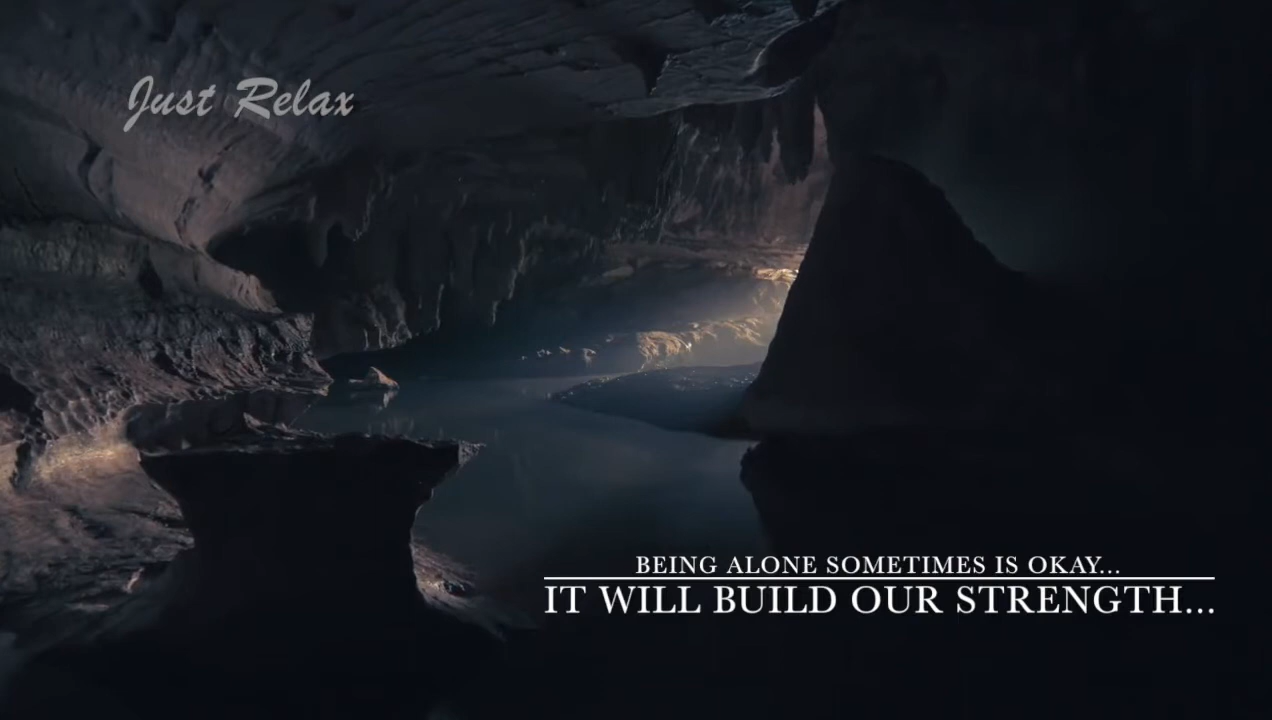 Just Relax
BEING ALONE SOMETIMES IS OKAY...
IT WILL BUILD OUR STRENGTH...